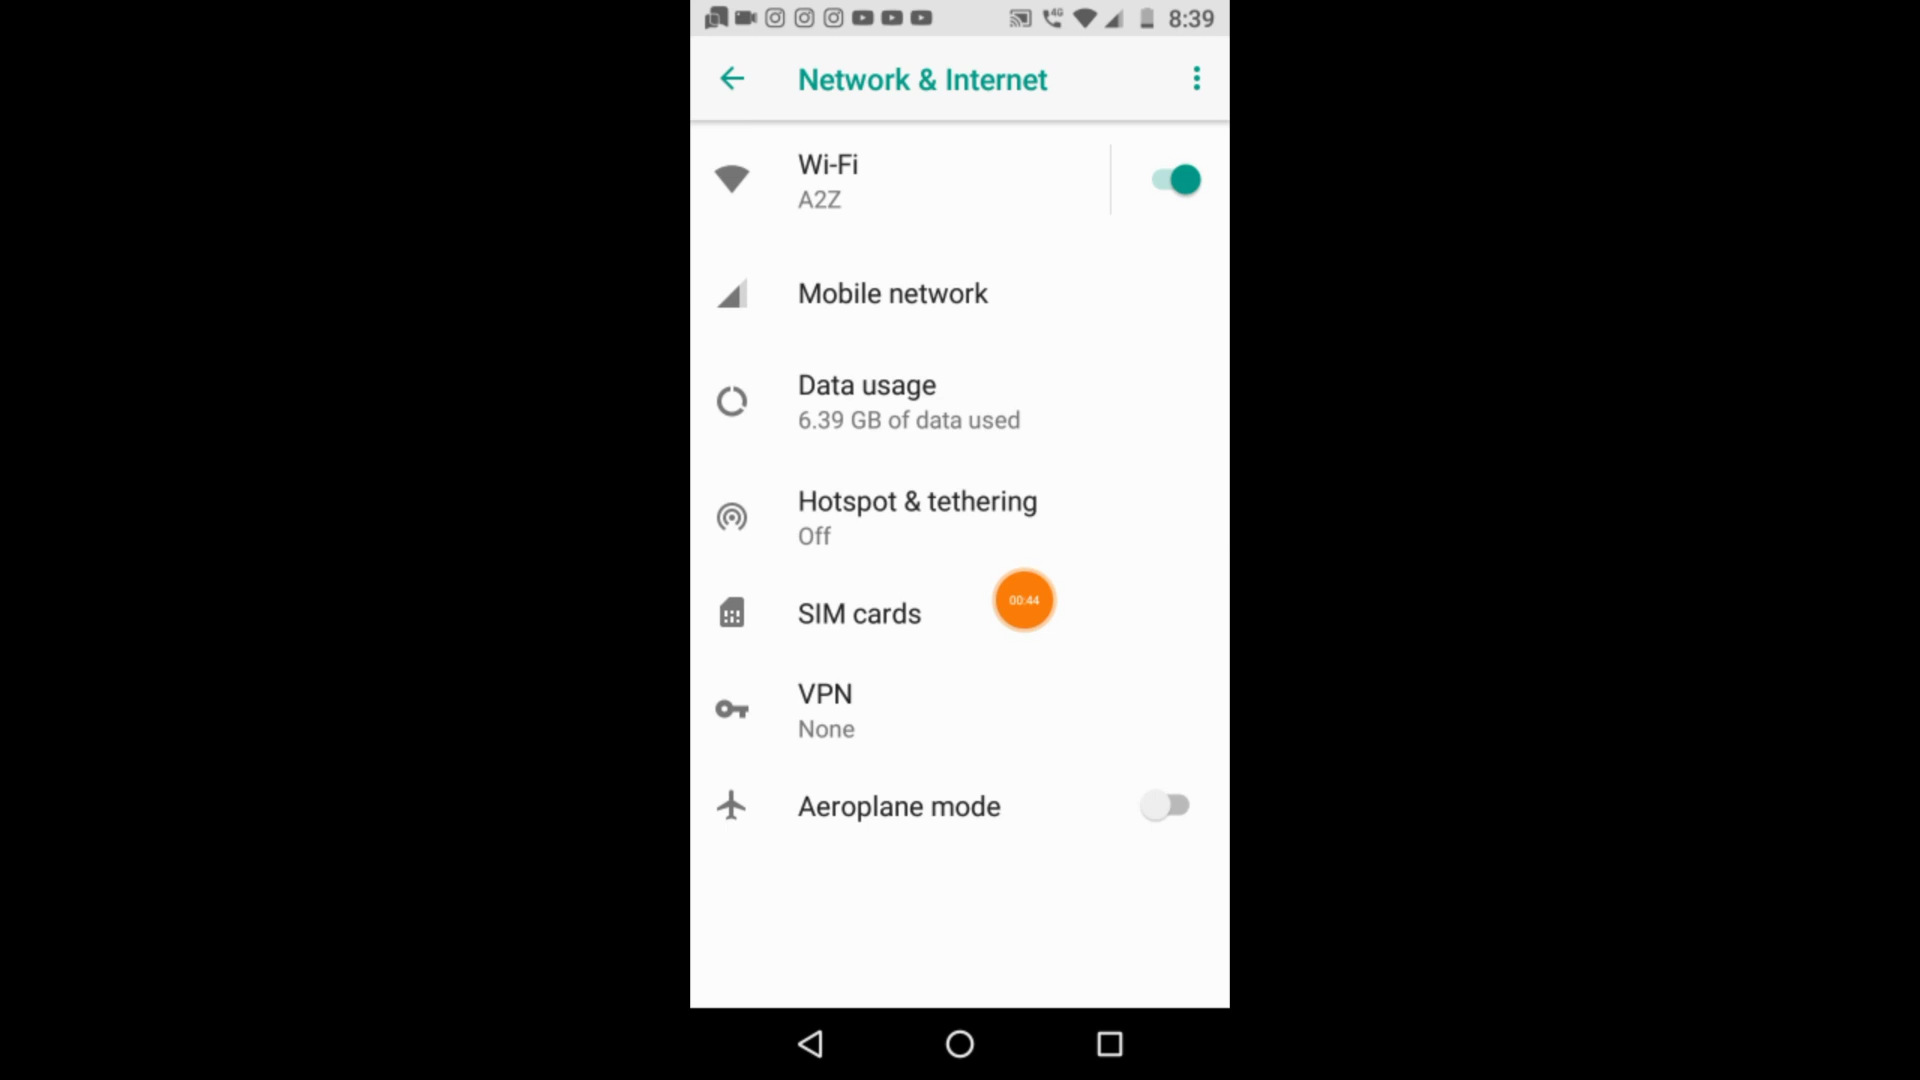 4G 8:39
Network & Internet
Wi-Fi
A2Z
Mobile network
Data usage
6.39 GB of data used
Hotspot & tethering
Off
00:44
SIM cards
VPN
None
Aeroplane mode